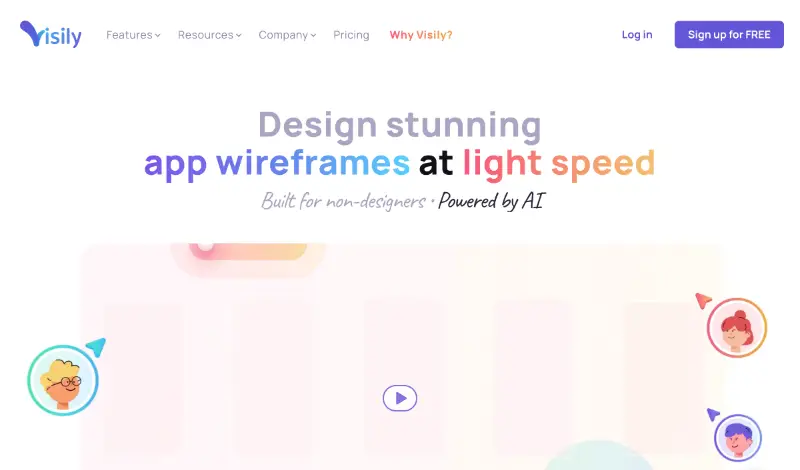 Visily Features Resources Company Pricing Why Visily? Log in Sign up for FREE
Design stunning
app wireframes at light speed
Built for non-designers • Powered by AI